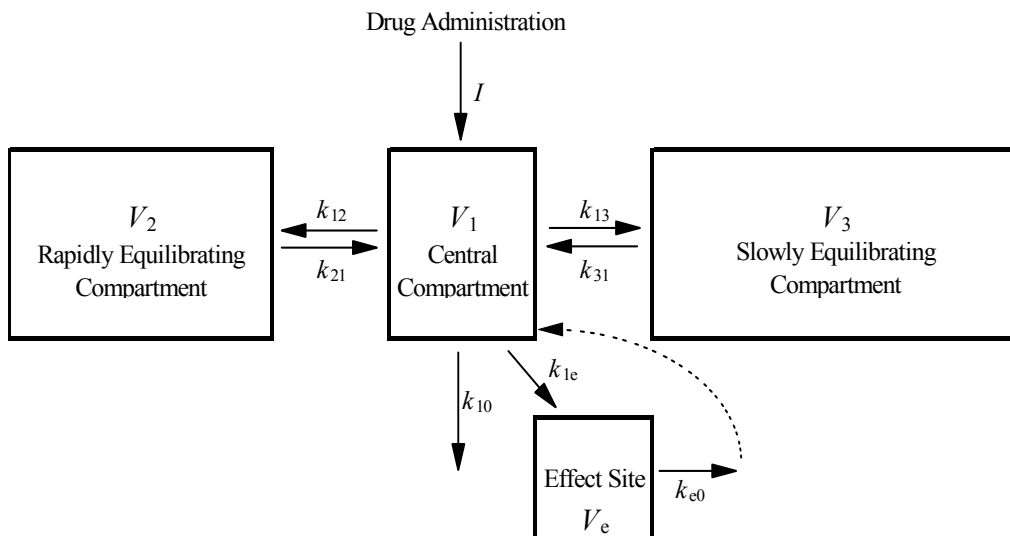 Drug Administration
I
V2
Rapidly Equilibrating
Compartment
k12
k21
V1
Central
Compartment
k13
k31
V3
Slowly Equilibrating
Compartment
k10
k1e
Effect Site
Ve
ke0